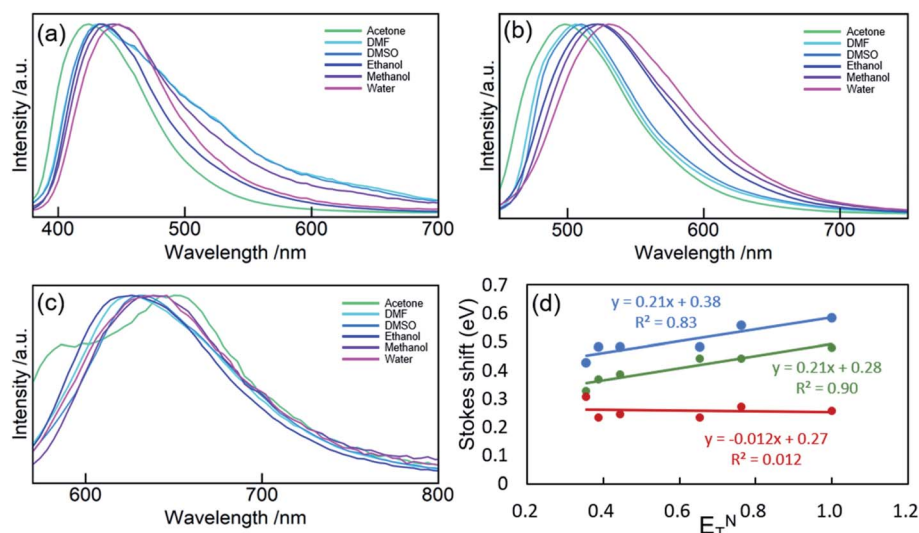 (a)
Acetone
DMF
DMSO
Ethanol
Methanol
Water
Intensity /a.u.
400 500 600 700
Wavelength /nm
(b)
Acetone
DMF
DMSO
Ethanol
Methanol
Water
Intensity /a.u.
500 600 700
Wavelength /nm
(c)
Acetone
DMF
DMSO
Ethanol
Methanol
Water
Intensity /a.u.
600 700 800
Wavelength /nm
(d)
0.7
0.6
0.5
0.4
0.3
0.2
0.1
0
Stokes shift (eV)
y = 0.21x + 0.38
R² = 0.83
y = 0.21x + 0.28
R² = 0.90
y = -0.012x + 0.27
R² = 0.012
0.2 0.4 0.6 0.8 1.0 1.2
E_T^N